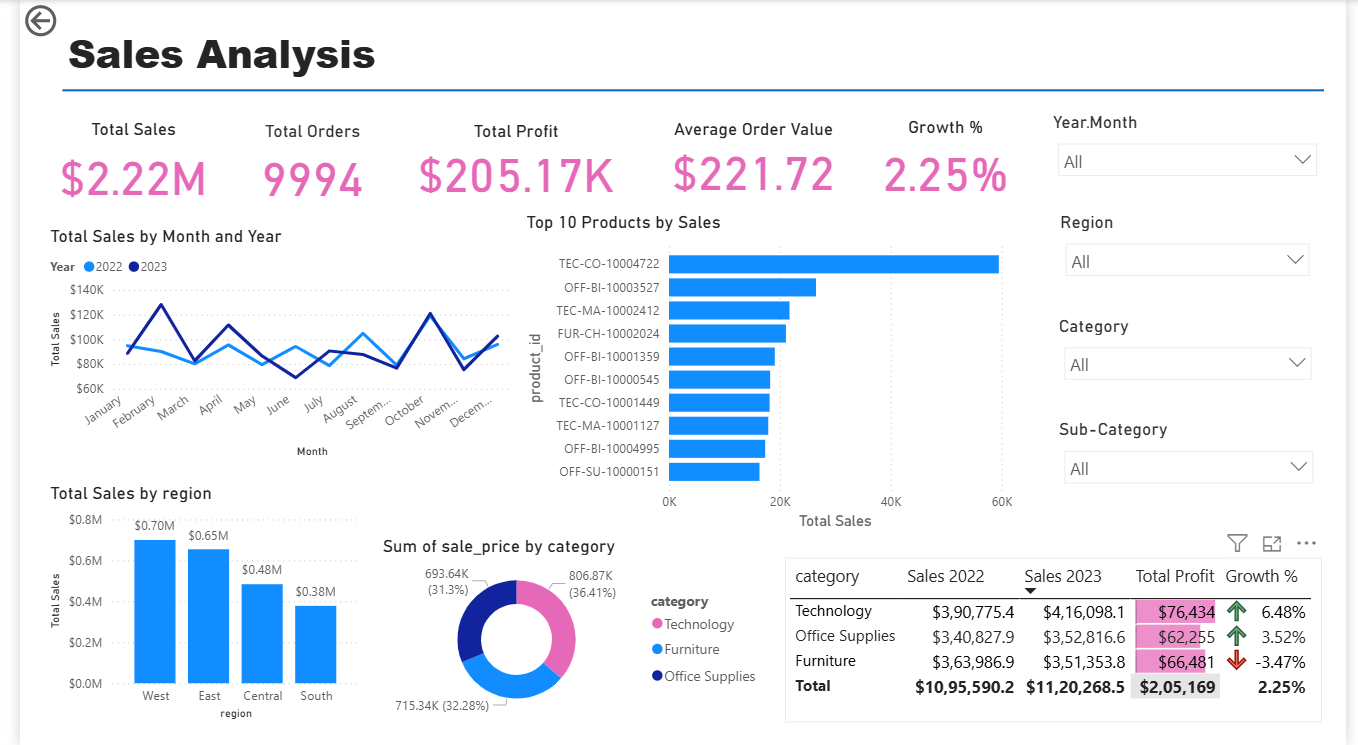 Sales Analysis
Total Sales
$2.22M
Total Orders
9994
Total Profit
$205.17K
Average Order Value
$221.72
Growth %
2.25%
Year.Month
All
Region
All
Category
All
Sub-Category
All
Total Sales by Month and Year
Year 2022 2023
Total Sales
$140K
$120K
$100K
$80K
$60K
January February March April May June July August Septem... October Novem... Decem...
Month
Top 10 Products by Sales
product_id
TEC-CO-10004722
OFF-BI-10003527
TEC-MA-10002412
FUR-CH-10002024
OFF-BI-10001359
OFF-BI-10000545
TEC-CO-10001449
TEC-MA-10001127
OFF-BI-10004995
OFF-SU-10000151
0K 20K 40K 60K
Total Sales
Total Sales by region
Total Sales
$0.8M
$0.6M
$0.4M
$0.2M
$0.0M
$0.70M
$0.65M
$0.48M
$0.38M
West East Central South
region
Sum of sale_price by category
693.64K
(31.3%)
806.87K
(36.41%)
715.34K (32.28%)
category
Technology
Furniture
Office Supplies
category Sales 2022 Sales 2023 Total Profit Growth %
Technology $3,90,775.4 $4,16,098.1 $76,434 6.48%
Office Supplies $3,40,827.9 $3,52,816.6 $62,255 3.52%
Furniture $3,63,986.9 $3,51,353.8 $66,481 -3.47%
Total $10,95,590.2 $11,20,268.5 $2,05,169 2.25%